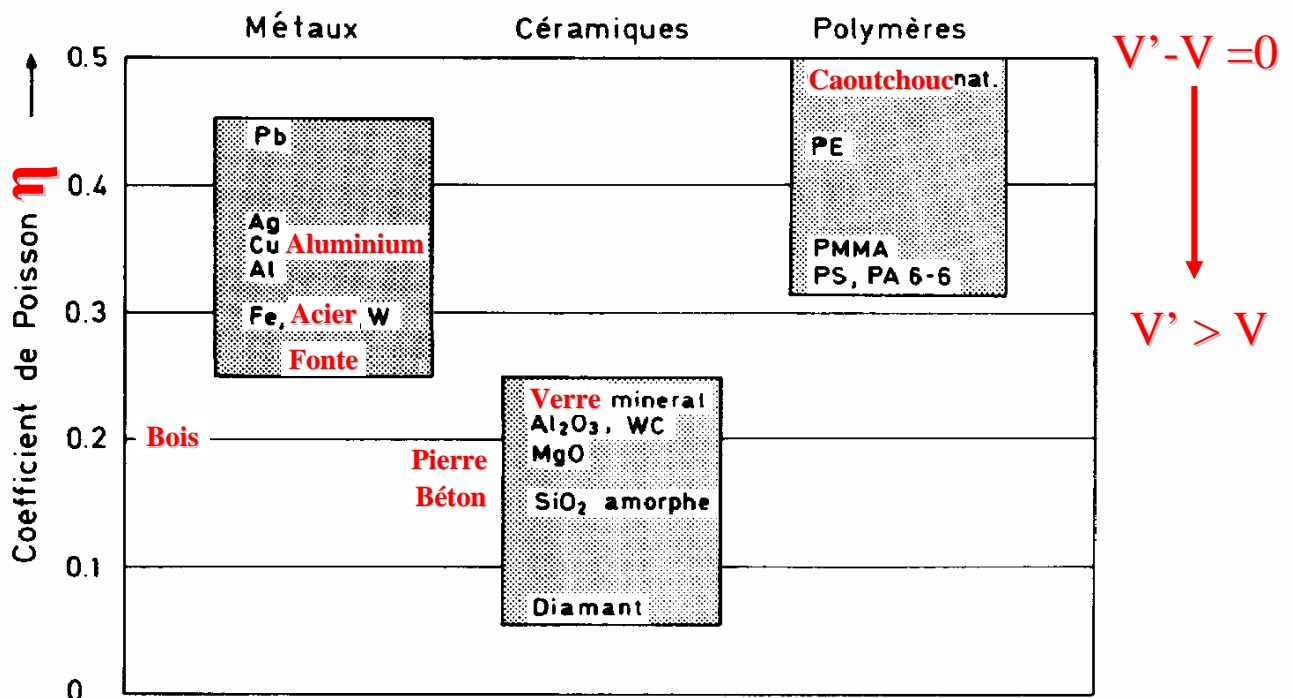 Métaux Céramiques Polymères
Coefficient de Poisson η
0.5
0.4
0.3
0.2
0.1
0
Pb
Ag
Cu Aluminium
Al
Fe, Acier, W
Fonte
Bois
Pierre
Béton
Verre mineral
Al₂O₃, WC
MgO
SiO₂ amorphe
Diamant
Caoutchouc nat.
PE
PMMA
PS, PA 6-6
V’-V =0
V’ > V